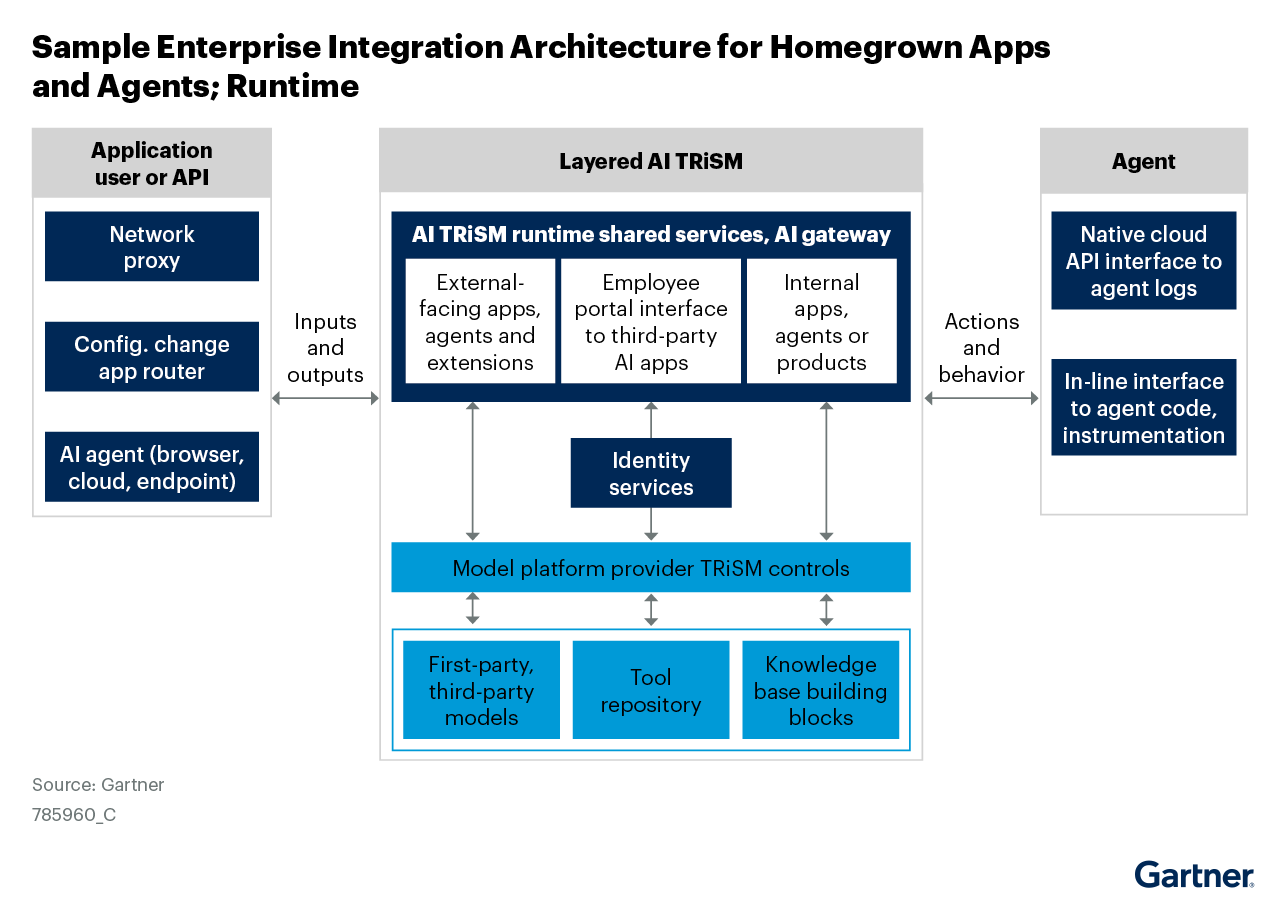 Sample Enterprise Integration Architecture for Homegrown Apps
and Agents; Runtime
Application
user or API
Network
proxy
Config. change
app router
AI agent (browser,
cloud, endpoint)
Inputs
and
outputs
Layered AI TRiSM
AI TRiSM runtime shared services, AI gateway
External-
facing apps,
agents and
extensions
Employee
portal interface
to third-party
AI apps
Internal
apps,
agents or
products
Identity
services
Model platform provider TRiSM controls
First-party,
third-party
models
Tool
repository
Knowledge
base building
blocks
Actions
and
behavior
Agent
Native cloud
API interface to
agent logs
In-line interface
to agent code,
instrumentation
Source: Gartner
785960_C
Gartner®